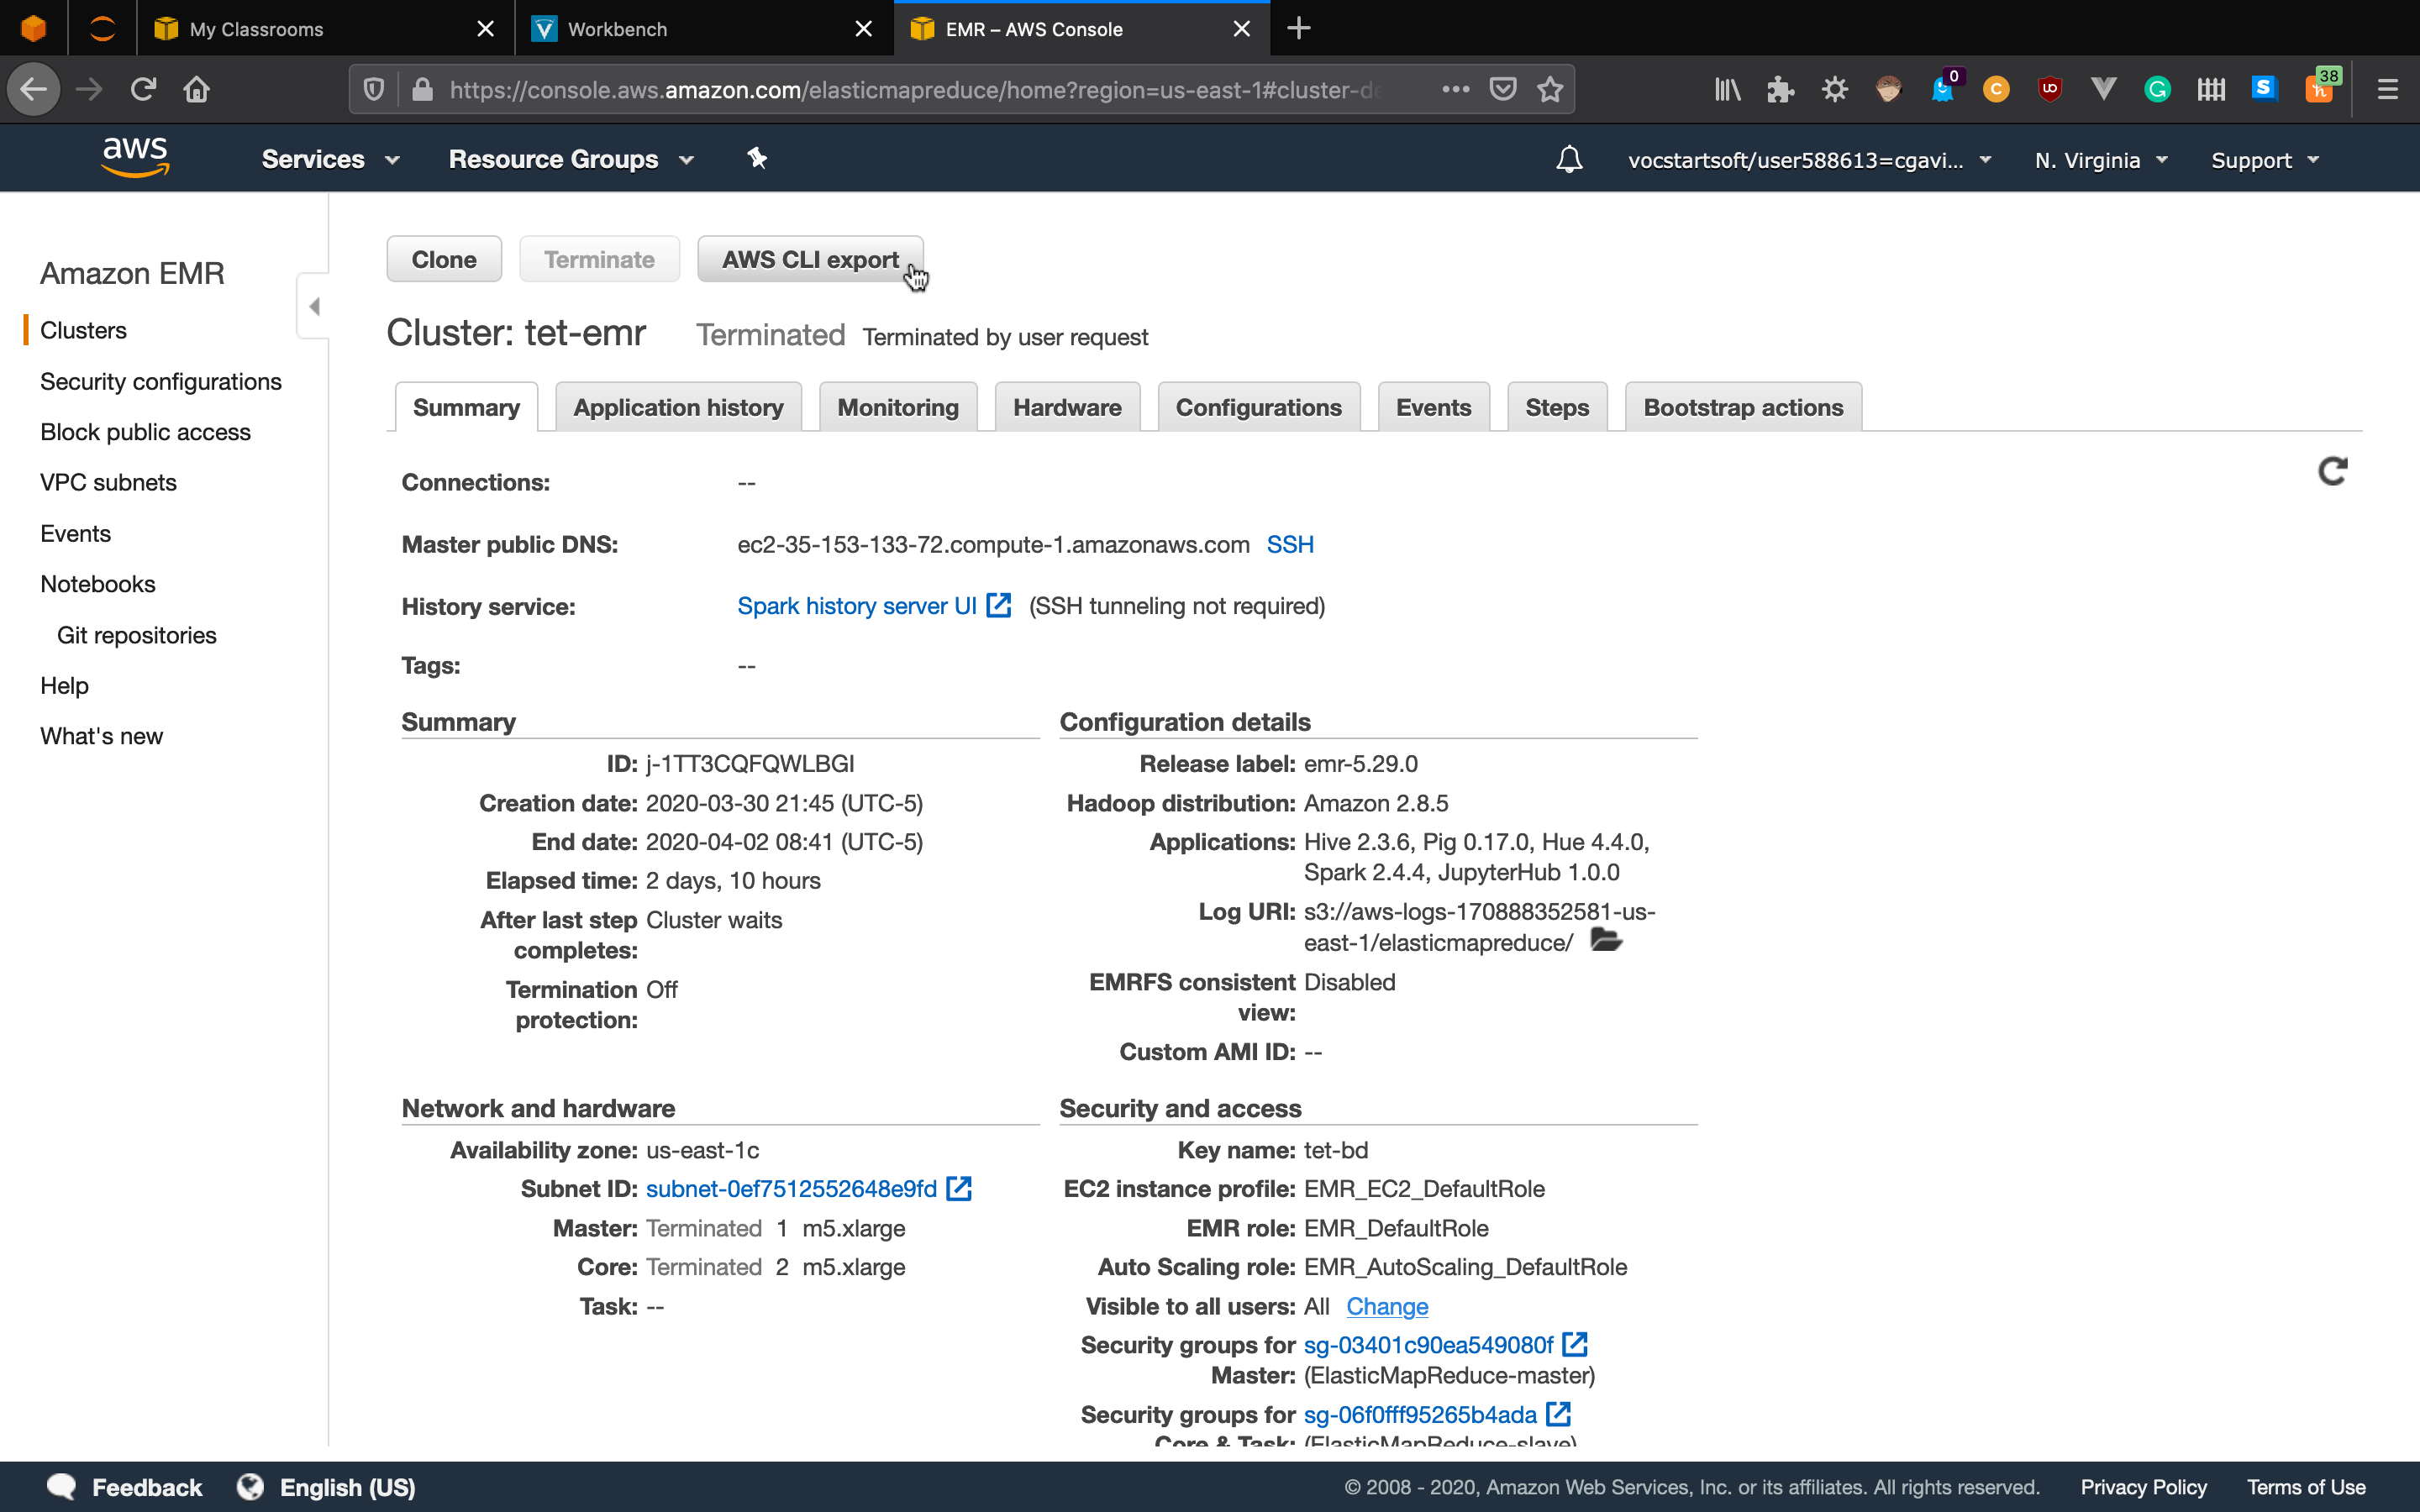 My Classrooms
Workbench
EMR – AWS Console
https://console.aws.amazon.com/elasticmapreduce/home?region=us-east-1#cluster-de
0
38
aws
Services
Resource Groups
vocstartsoft/user588613=cgavi...
N. Virginia
Support
Amazon EMR
Clusters
Security configurations
Block public access
VPC subnets
Events
Notebooks
Git repositories
Help
What's new
Clone
Terminate
AWS CLI export
Cluster: tet-emr Terminated Terminated by user request
Summary
Application history
Monitoring
Hardware
Configurations
Events
Steps
Bootstrap actions
Connections: --
Master public DNS: ec2-35-153-133-72.compute-1.amazonaws.com SSH
History service: Spark history server UI (SSH tunneling not required)
Tags: --
Summary
ID: j-1TT3CQFQWLBGI
Creation date: 2020-03-30 21:45 (UTC-5)
End date: 2020-04-02 08:41 (UTC-5)
Elapsed time: 2 days, 10 hours
After last step Cluster waits
completes:
Termination Off
protection:
Configuration details
Release label: emr-5.29.0
Hadoop distribution: Amazon 2.8.5
Applications: Hive 2.3.6, Pig 0.17.0, Hue 4.4.0,
Spark 2.4.4, JupyterHub 1.0.0
Log URI: s3://aws-logs-170888352581-us-
east-1/elasticmapreduce/
EMRFS consistent Disabled
view:
Custom AMI ID: --
Network and hardware
Availability zone: us-east-1c
Subnet ID: subnet-0ef7512552648e9fd
Master: Terminated 1 m5.xlarge
Core: Terminated 2 m5.xlarge
Task: --
Security and access
Key name: tet-bd
EC2 instance profile: EMR_EC2_DefaultRole
EMR role: EMR_DefaultRole
Auto Scaling role: EMR_AutoScaling_DefaultRole
Visible to all users: All Change
Security groups for sg-03401c90ea549080f
Master: (ElasticMapReduce-master)
Security groups for sg-06f0fff95265b4ada
Core & Task: (ElasticMapReduce-slave)
Feedback
English (US)
© 2008 - 2020, Amazon Web Services, Inc. or its affiliates. All rights reserved.
Privacy Policy
Terms of Use